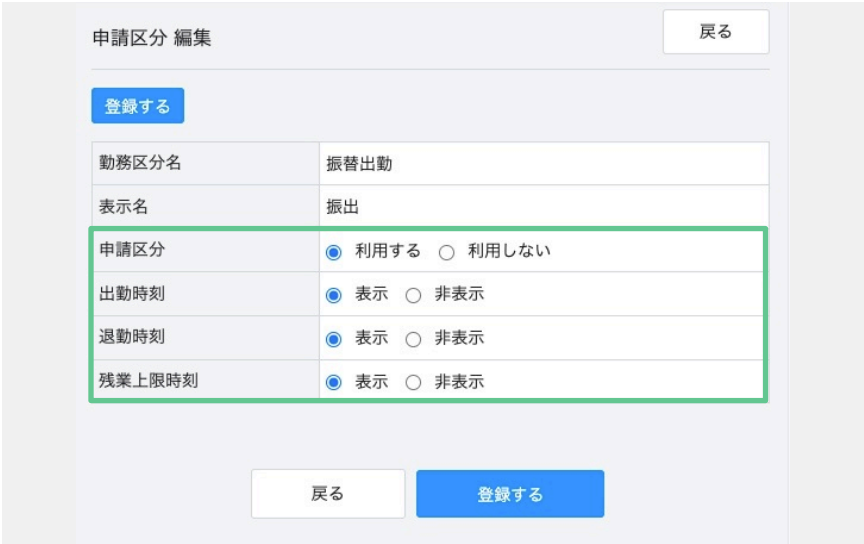 申請区分 編集
戻る
登録する
勤務区分名 振替出勤
表示名 振出
申請区分 利用する 利用しない
出勤時刻 表示 非表示
退勤時刻 表示 非表示
残業上限時刻 表示 非表示
戻る 登録する